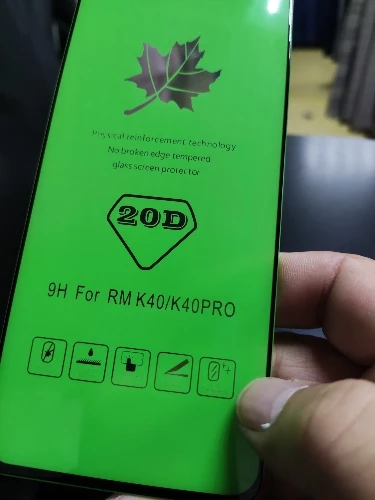 Physical reinforcement technology
No broken edge tempered
glass screen protector
20D
9H For RM K40/K40PRO